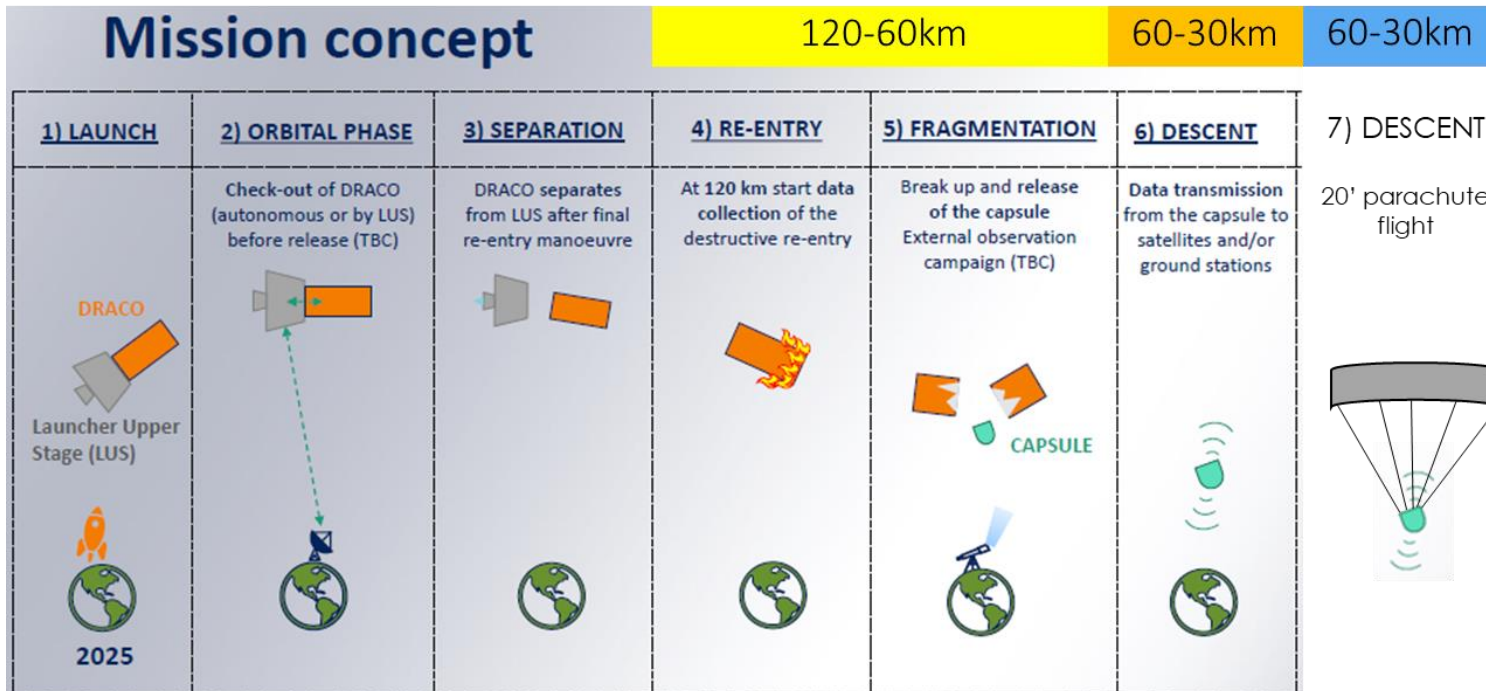 Mission concept
120-60km
60-30km
60-30km
1) LAUNCH
2) ORBITAL PHASE
3) SEPARATION
4) RE-ENTRY
5) FRAGMENTATION
6) DESCENT
7) DESCENT
Check-out of DRACO
(autonomous or by LUS)
before release (TBC)
DRACO separates
from LUS after final
re-entry manoeuvre
At 120 km start data
collection of the
destructive re-entry
Break up and release
of the capsule
External observation
campaign (TBC)
Data transmission
from the capsule to
satellites and/or
ground stations
20' parachute
flight
DRACO
Launcher Upper
Stage (LUS)
CAPSULE
2025